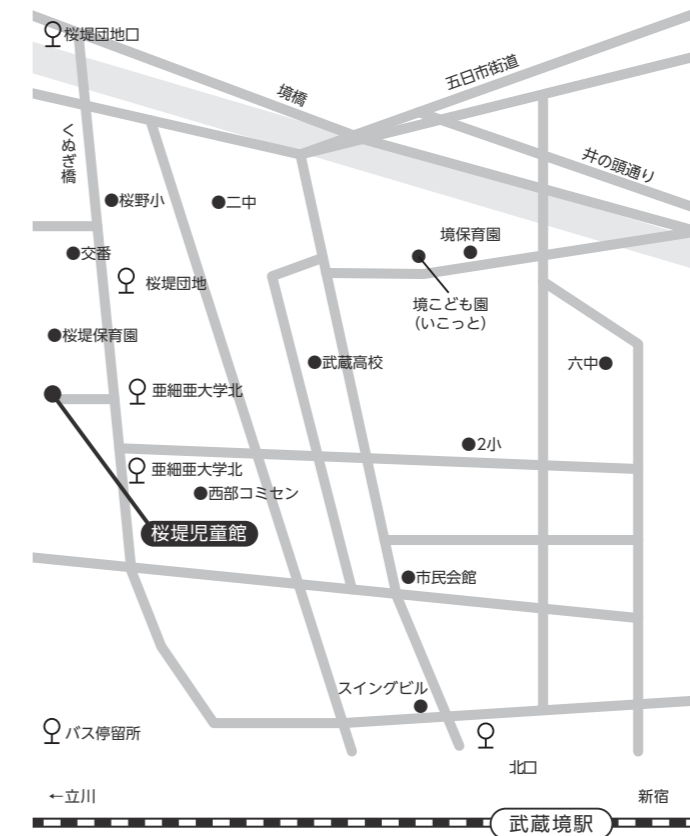 桜堤団地口
五日市街道
境橋
くぬぎ橋
井の頭通り
●桜野小
●二中
境保育園
●交番
桜堤団地
境こども園
（いこっと）
●桜堤保育園
●武蔵高校
六中●
亜細亜大学北
●2小
亜細亜大学北
●西部コミセン
桜堤児童館
●市民会館
スイングビル
バス停留所
北口
←立川
新宿
武蔵境駅